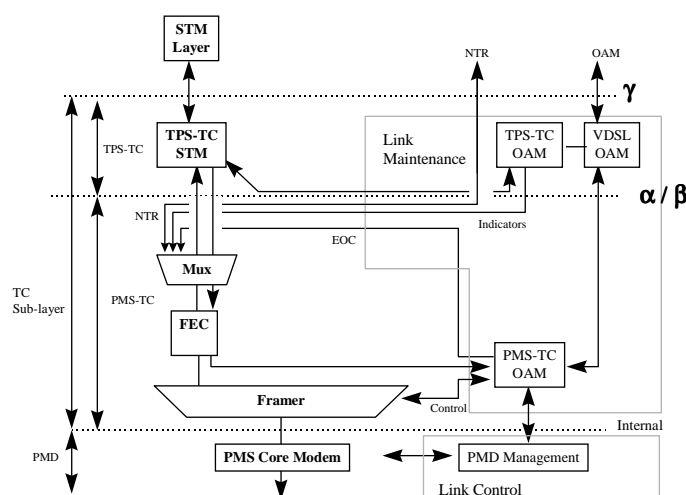 STM
Layer
NTR
OAM
γ
TPS-TC
TPS-TC
STM
Link
Maintenance
TPS-TC
OAM
VDSL
OAM
α / β
NTR
Indicators
EOC
Mux
TC
Sub-layer
PMS-TC
FEC
PMS-TC
OAM
Framer
Control
Internal
PMD
PMS Core Modem
PMD Management
Link Control